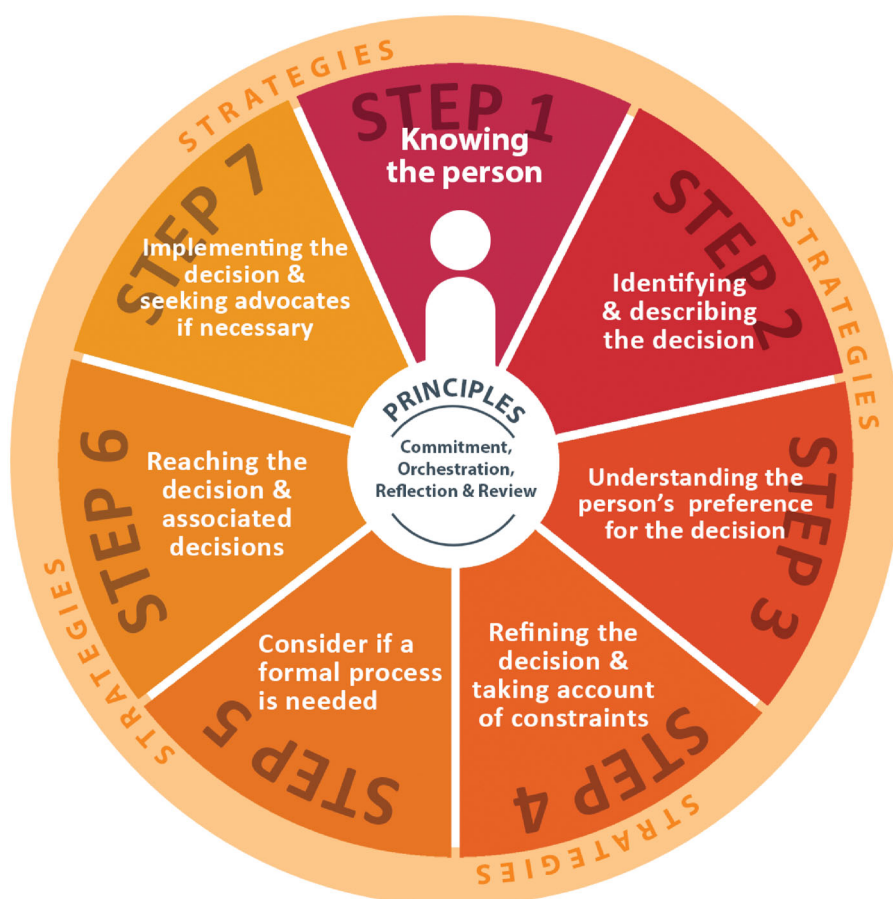 STRATEGIES
STEP 1
Knowing
the person
STEP 2
Identifying
& describing
the decision
STRATEGIES
STEP 3
Understanding the
person's preference
for the decision
STEP 4
Refining the
decision &
taking account
of constraints
STRATEGIES
STEP 5
Consider if a
formal process
is needed
STEP 6
Reaching the
decision &
associated
decisions
STRATEGIES
STEP 7
Implementing the
decision &
seeking advocates
if necessary
PRINCIPLES
Commitment,
Orchestration,
Reflection & Review